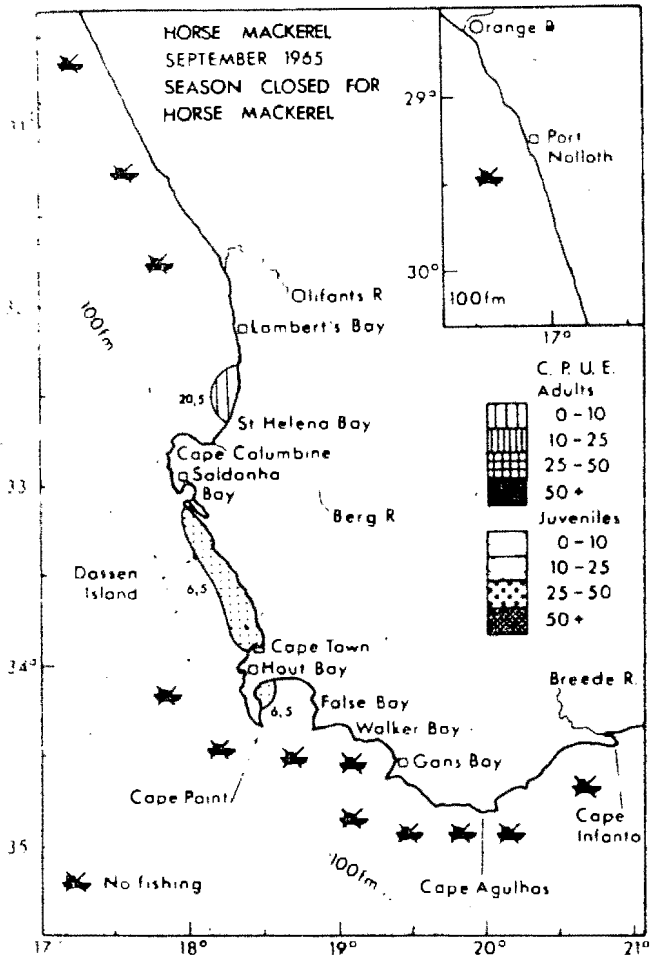 HORSE MACKEREL
SEPTEMBER 1965
SEASON CLOSED FOR
HORSE MACKEREL
Orange R
29°
Port
Nolloth
30°
100fm
17°
31°
Olifants R
100fm
Lambert's Bay
C. P. U. E.
Adults
0-10
10-25
25-50
50+
Juveniles
0-10
10-25
25-50
50+
20,5
St Helena Bay
Cape Columbine
Saldanha
Bay
33
Berg R
Dassen
Island
6,5
Cape Town
34°
Hout Bay
Breede R.
6,5
False Bay
Walker Bay
Gans Bay
Cape Point
Cape
Infanta
35
100fm
No fishing
Cape Agulhas
17
18°
19°
20°
21°